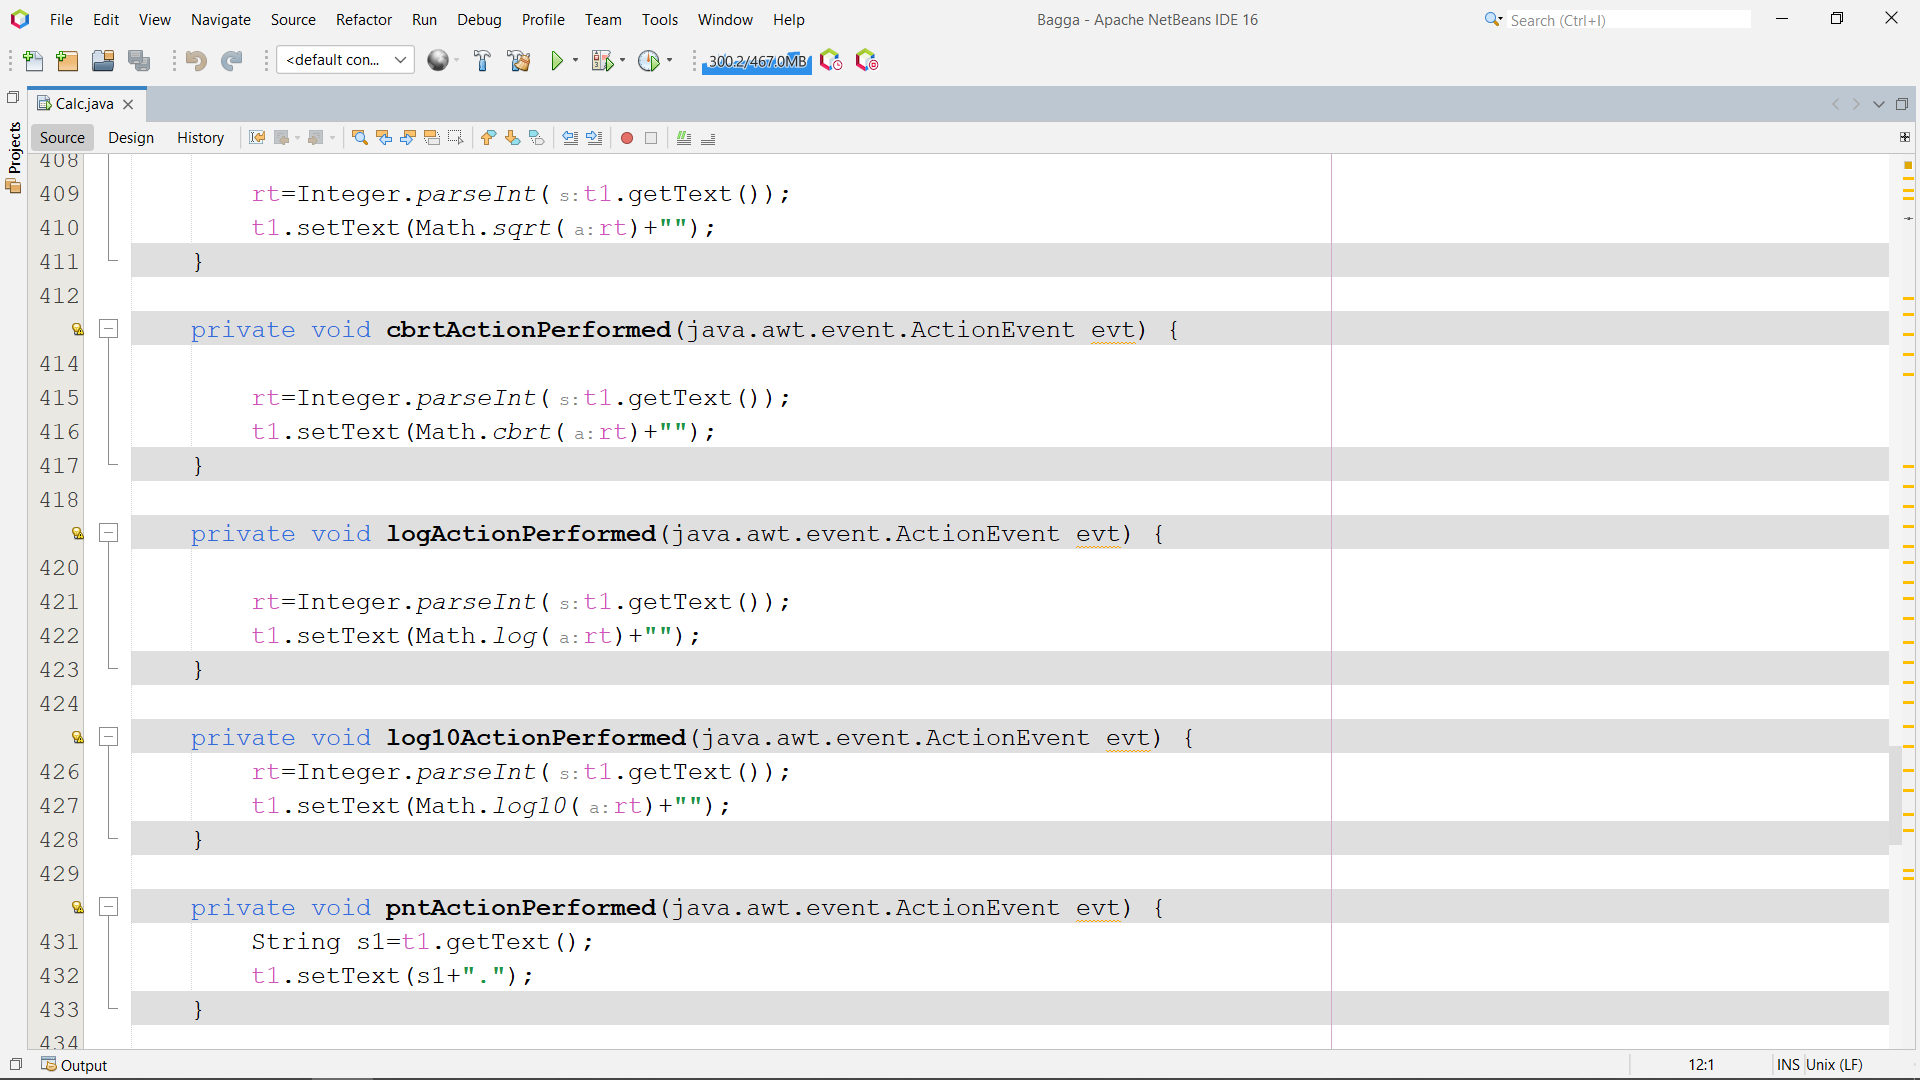 File Edit View Navigate Source Refactor Run Debug Profile Team Tools Window Help
Bagga - Apache NetBeans IDE 16
Search (Ctrl+I)
<default con...
300.2/467.0MB
Projects
Calc.java
Source Design History
408
409 rt=Integer.parseInt( s:t1.getText());
410 t1.setText(Math.sqrt( a:rt)+"");
411 }
412
private void cbrtActionPerformed(java.awt.event.ActionEvent evt) {
414
415 rt=Integer.parseInt( s:t1.getText());
416 t1.setText(Math.cbrt( a:rt)+"");
417 }
418
private void logActionPerformed(java.awt.event.ActionEvent evt) {
420
421 rt=Integer.parseInt( s:t1.getText());
422 t1.setText(Math.log( a:rt)+"");
423 }
424
private void log10ActionPerformed(java.awt.event.ActionEvent evt) {
426 rt=Integer.parseInt( s:t1.getText());
427 t1.setText(Math.log10( a:rt)+"");
428 }
429
private void pntActionPerformed(java.awt.event.ActionEvent evt) {
431 String s1=t1.getText();
432 t1.setText(s1+".");
433 }
434
Output
12:1 INS Unix (LF)